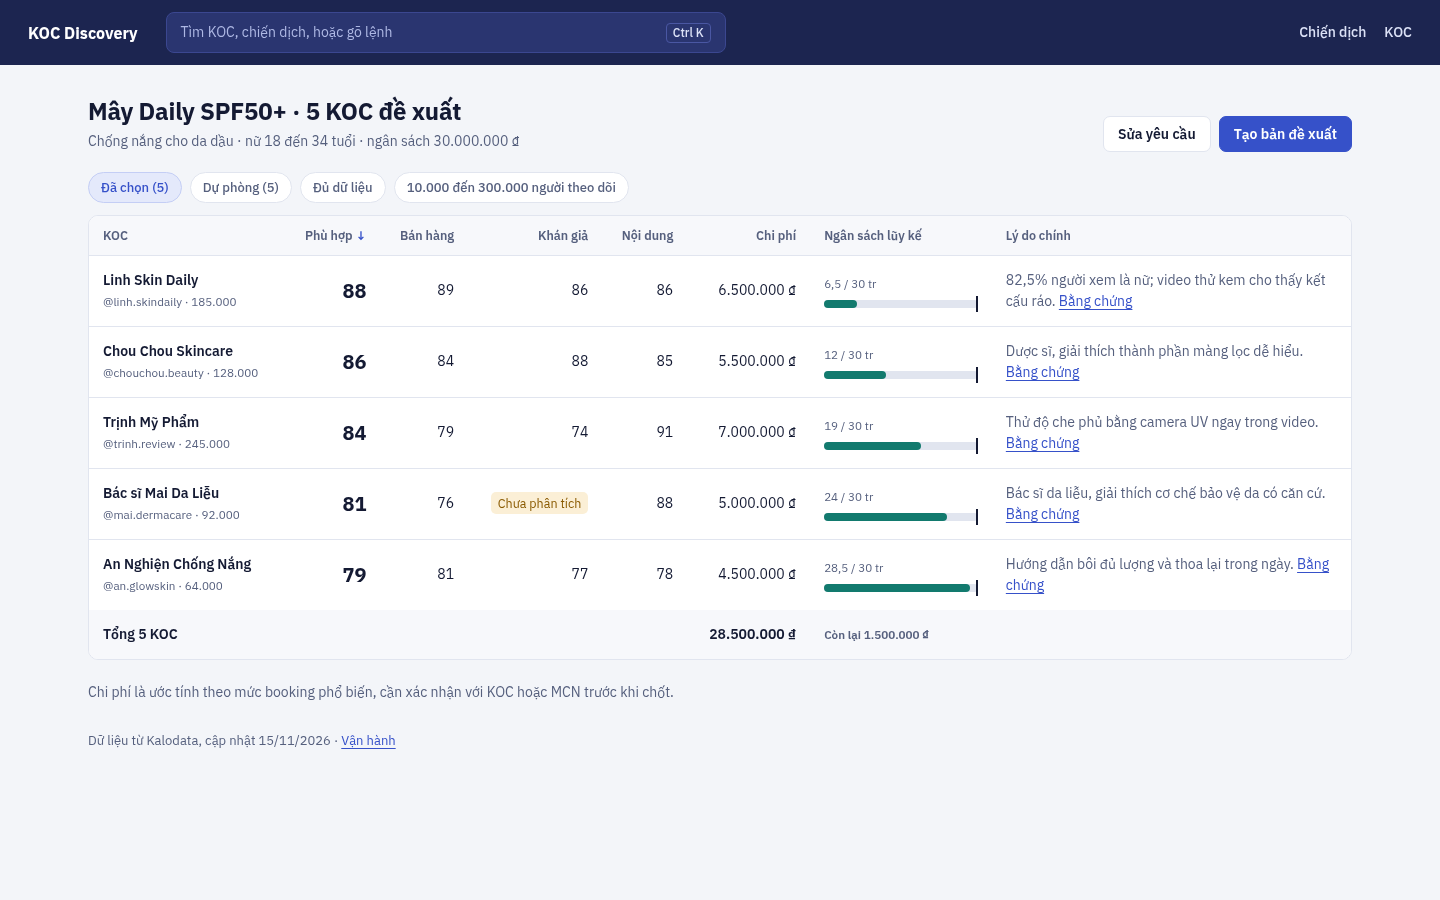 KOC Discovery
Tìm KOC, chiến dịch, hoặc gõ lệnh
Ctrl K
Chiến dịch
KOC
Mây Daily SPF50+ · 5 KOC đề xuất
Chống nắng cho da dầu · nữ 18 đến 34 tuổi · ngân sách 30.000.000 ₫
Sửa yêu cầu
Tạo bản đề xuất
Đã chọn (5)
Dự phòng (5)
Đủ dữ liệu
10.000 đến 300.000 người theo dõi
KOC
Phù hợp ↓
Bán hàng
Khán giả
Nội dung
Chi phí
Ngân sách lũy kế
Lý do chính
Linh Skin Daily
@linh.skindaily · 185.000
88
89
86
86
6.500.000 ₫
6,5 / 30 tr
82,5% người xem là nữ; video thử kem cho thấy kết
cấu ráo. Bằng chứng
Chou Chou Skincare
@chouchou.beauty · 128.000
86
84
88
85
5.500.000 ₫
12 / 30 tr
Dược sĩ, giải thích thành phần màng lọc dễ hiểu.
Bằng chứng
Trịnh Mỹ Phẩm
@trinh.review · 245.000
84
79
74
91
7.000.000 ₫
19 / 30 tr
Thử độ che phủ bằng camera UV ngay trong video.
Bằng chứng
Bác sĩ Mai Da Liễu
@mai.dermacare · 92.000
81
76
Chưa phân tích
88
5.000.000 ₫
24 / 30 tr
Bác sĩ da liễu, giải thích cơ chế bảo vệ da có căn cứ.
Bằng chứng
An Nghiện Chống Nắng
@an.glowskin · 64.000
79
81
77
78
4.500.000 ₫
28,5 / 30 tr
Hướng dẫn bôi đủ lượng và thoa lại trong ngày. Bằng
chứng
Tổng 5 KOC
28.500.000 ₫
Còn lại 1.500.000 ₫
Chi phí là ước tính theo mức booking phổ biến, cần xác nhận với KOC hoặc MCN trước khi chốt.
Dữ liệu từ Kalodata, cập nhật 15/11/2026 · Vận hành